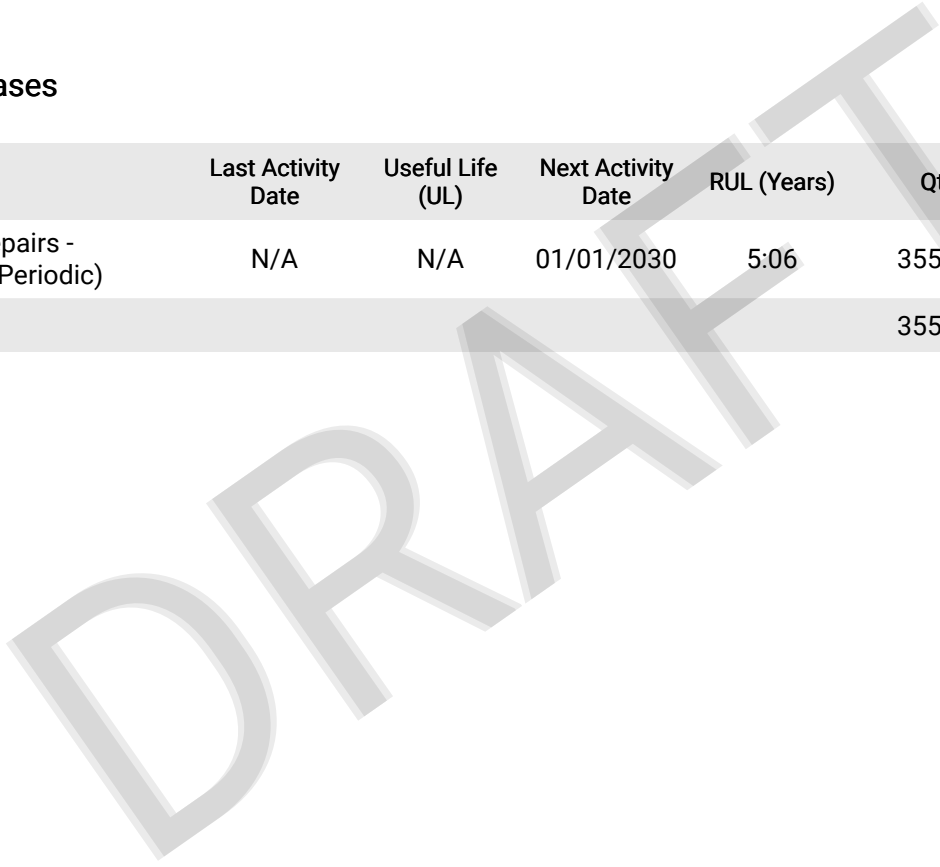 ases
Last Activity Date Useful Life (UL) Next Activity Date RUL (Years) Qt
pairs - Periodic) N/A N/A 01/01/2030 5:06 355
355
DRAFT